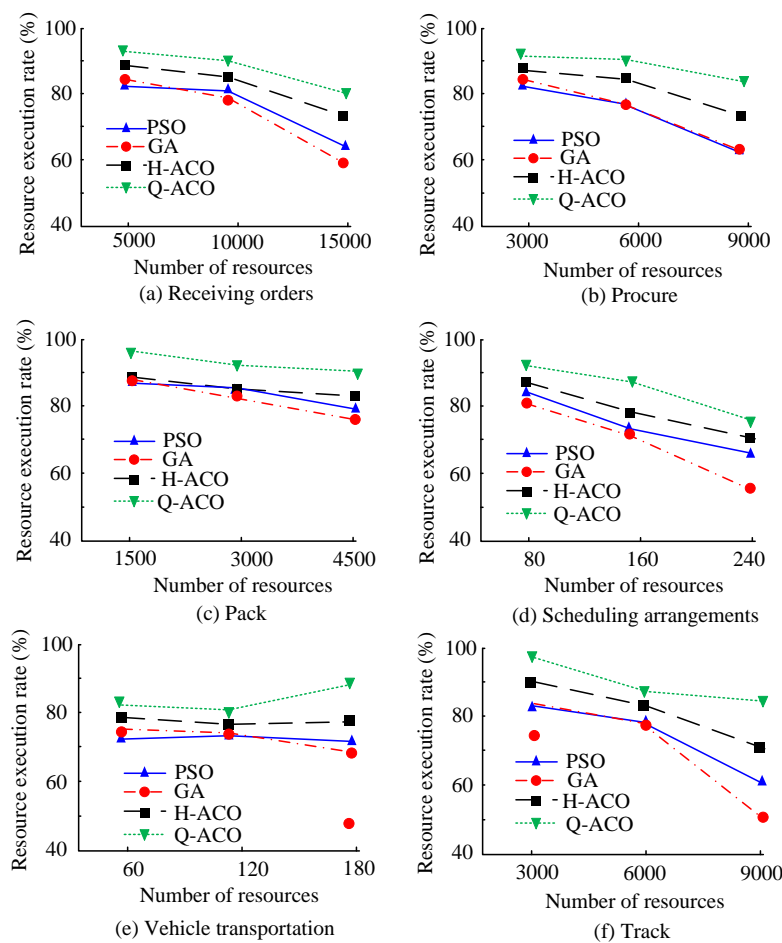 Resource execution rate (%)
100
80
60
40
PSO
GA
H-ACO
Q-ACO
5000 10000 15000
Number of resources
(a) Receiving orders
Resource execution rate (%)
100
80
60
40
PSO
GA
H-ACO
Q-ACO
3000 6000 9000
Number of resources
(b) Procure
Resource execution rate (%)
100
80
60
40
PSO
GA
H-ACO
Q-ACO
1500 3000 4500
Number of resources
(c) Pack
Resource execution rate (%)
100
80
60
40
PSO
GA
H-ACO
Q-ACO
80 160 240
Number of resources
(d) Scheduling arrangements
Resource execution rate (%)
100
80
60
40
PSO
GA
H-ACO
Q-ACO
60 120 180
Number of resources
(e) Vehicle transportation
Resource execution rate (%)
100
80
60
40
PSO
GA
H-ACO
Q-ACO
3000 6000 9000
Number of resources
(f) Track